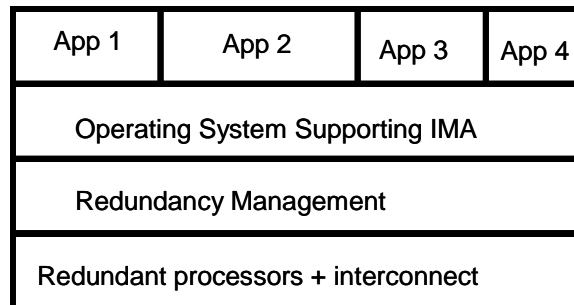 App 1 App 2 App 3 App 4
Operating System Supporting IMA
Redundancy Management
Redundant processors + interconnect